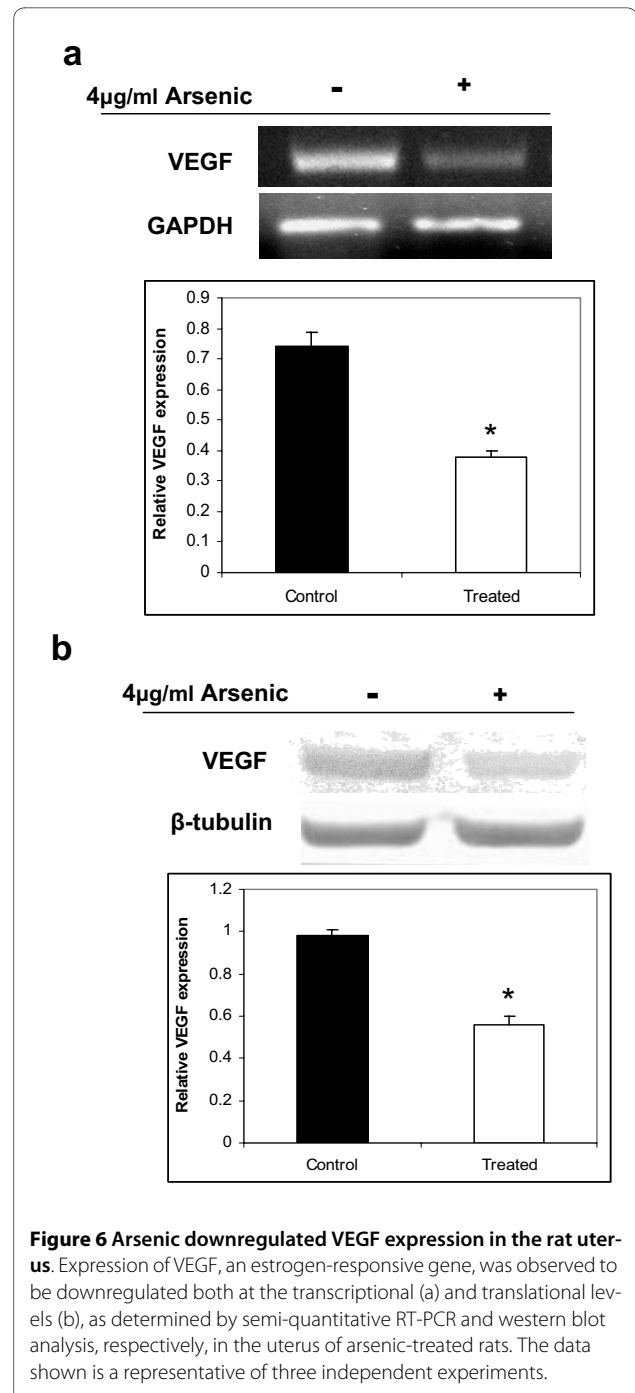 a
4µg/ml Arsenic - +
VEGF
GAPDH
Relative VEGF expression
0.9
0.8
0.7
0.6
0.5
0.4
0.3
0.2
0.1
0
*
Control Treated
b
4µg/ml Arsenic - +
VEGF
β-tubulin
Relative VEGF expression
1.2
1
0.8
0.6
0.4
0.2
0
*
Control Treated
Figure 6 Arsenic downregulated VEGF expression in the rat uter-
us. Expression of VEGF, an estrogen-responsive gene, was observed to
be downregulated both at the transcriptional (a) and translational lev-
els (b), as determined by semi-quantitative RT-PCR and western blot
analysis, respectively, in the uterus of arsenic-treated rats. The data
shown is a representative of three independent experiments.